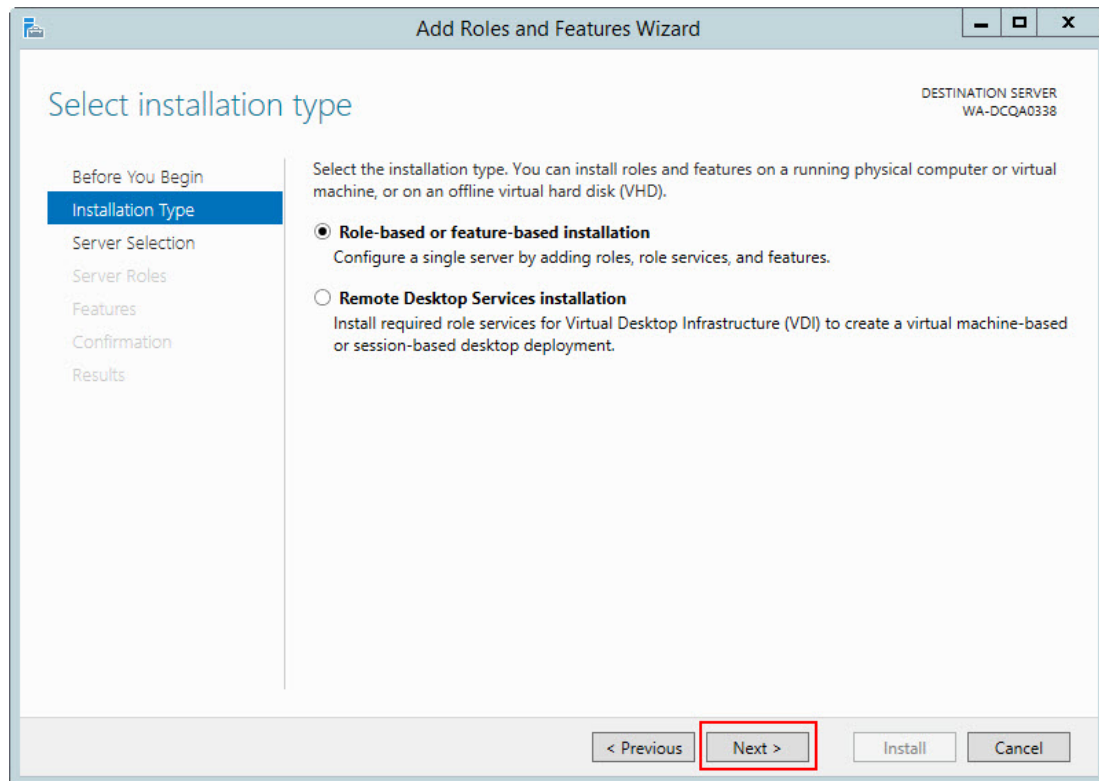 Add Roles and Features Wizard
Select installation type
DESTINATION SERVER
WA-DCQA0338
Before You Begin
Installation Type
Server Selection
Server Roles
Features
Confirmation
Results
Select the installation type. You can install roles and features on a running physical computer or virtual
machine, or on an offline virtual hard disk (VHD).
Role-based or feature-based installation
Configure a single server by adding roles, role services, and features.
Remote Desktop Services installation
Install required role services for Virtual Desktop Infrastructure (VDI) to create a virtual machine-based
or session-based desktop deployment.
< Previous
Next >
Install
Cancel